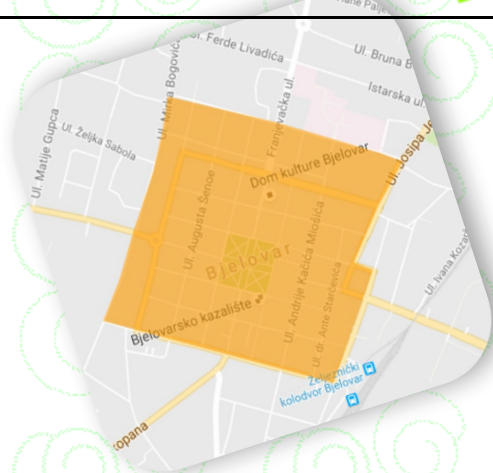 Ul. Ferde Livadića
Ul. Bruna B
Istarska ul.
Ul. Mirka Bogovića
Franjevačka ul.
Ul. Josipa J
Ul. Matije Gupca
Ul. Željka Sabola
Dom kulture Bjelovar
Ul. Augusta Šenoe
Bjelovar
Ul. Andrije Kačića Miošića
Ul. dr. Ante Starčevića
Ul. Ivana Kozar
Bjelovarsko kazalište
Željeznički
kolodvor Bjelovar
kopana